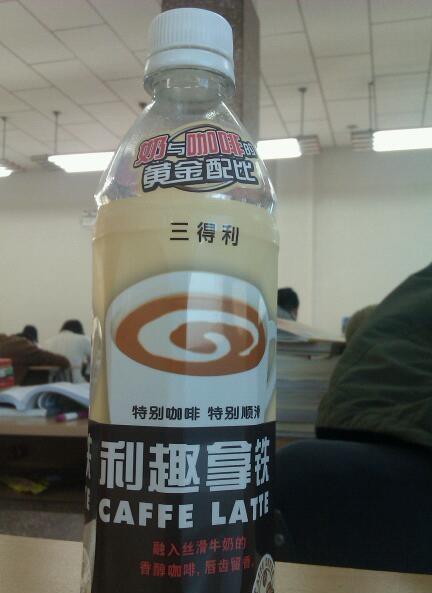 奶与咖啡的
黄金配比
三得利
特别咖啡 特别顺滑
利趣拿铁
CAFFE LATTE
融入丝滑牛奶的
香醇咖啡,唇齿留香。